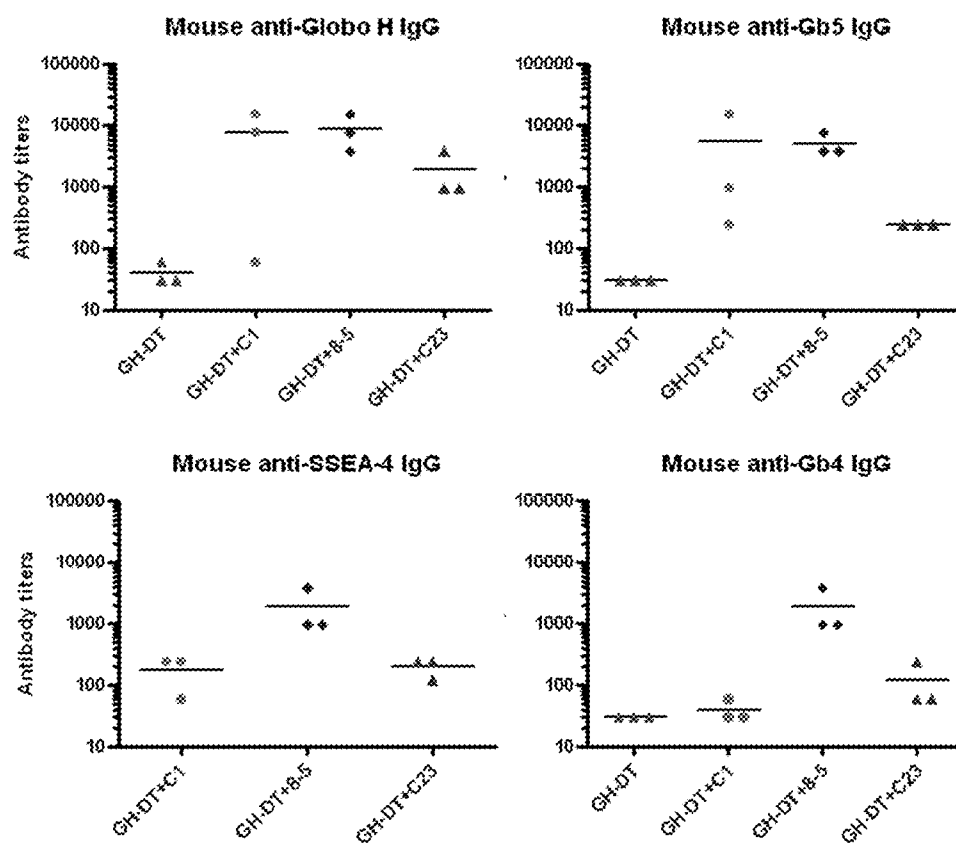 Mouse anti-Globo H IgG
Antibody titers
100000
10000
1000
100
10
GH-DT
GH-DT+C1
GH-DT+8-5
GH-DT+C23
Mouse anti-Gb5 IgG
100000
10000
1000
100
10
GH-DT
GH-DT+C1
GH-DT+8-5
GH-DT+C23
Mouse anti-SSEA-4 IgG
Antibody titers
100000
10000
1000
100
10
GH-DT+C1
GH-DT+8-5
GH-DT+C23
Mouse anti-Gb4 IgG
100000
10000
1000
100
10
GH-DT
GH-DT+C1
GH-DT+8-5
GH-DT+C23